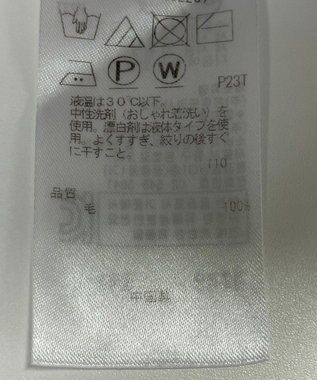 P
W
P23T
液温は30℃以下。
中性洗剤（おしゃれ着洗い）を
使用。漂白剤は液体タイプを使
用。よくすすぎ、絞りの後すぐ
に干すこと。
110
品質
毛 100%
中国製